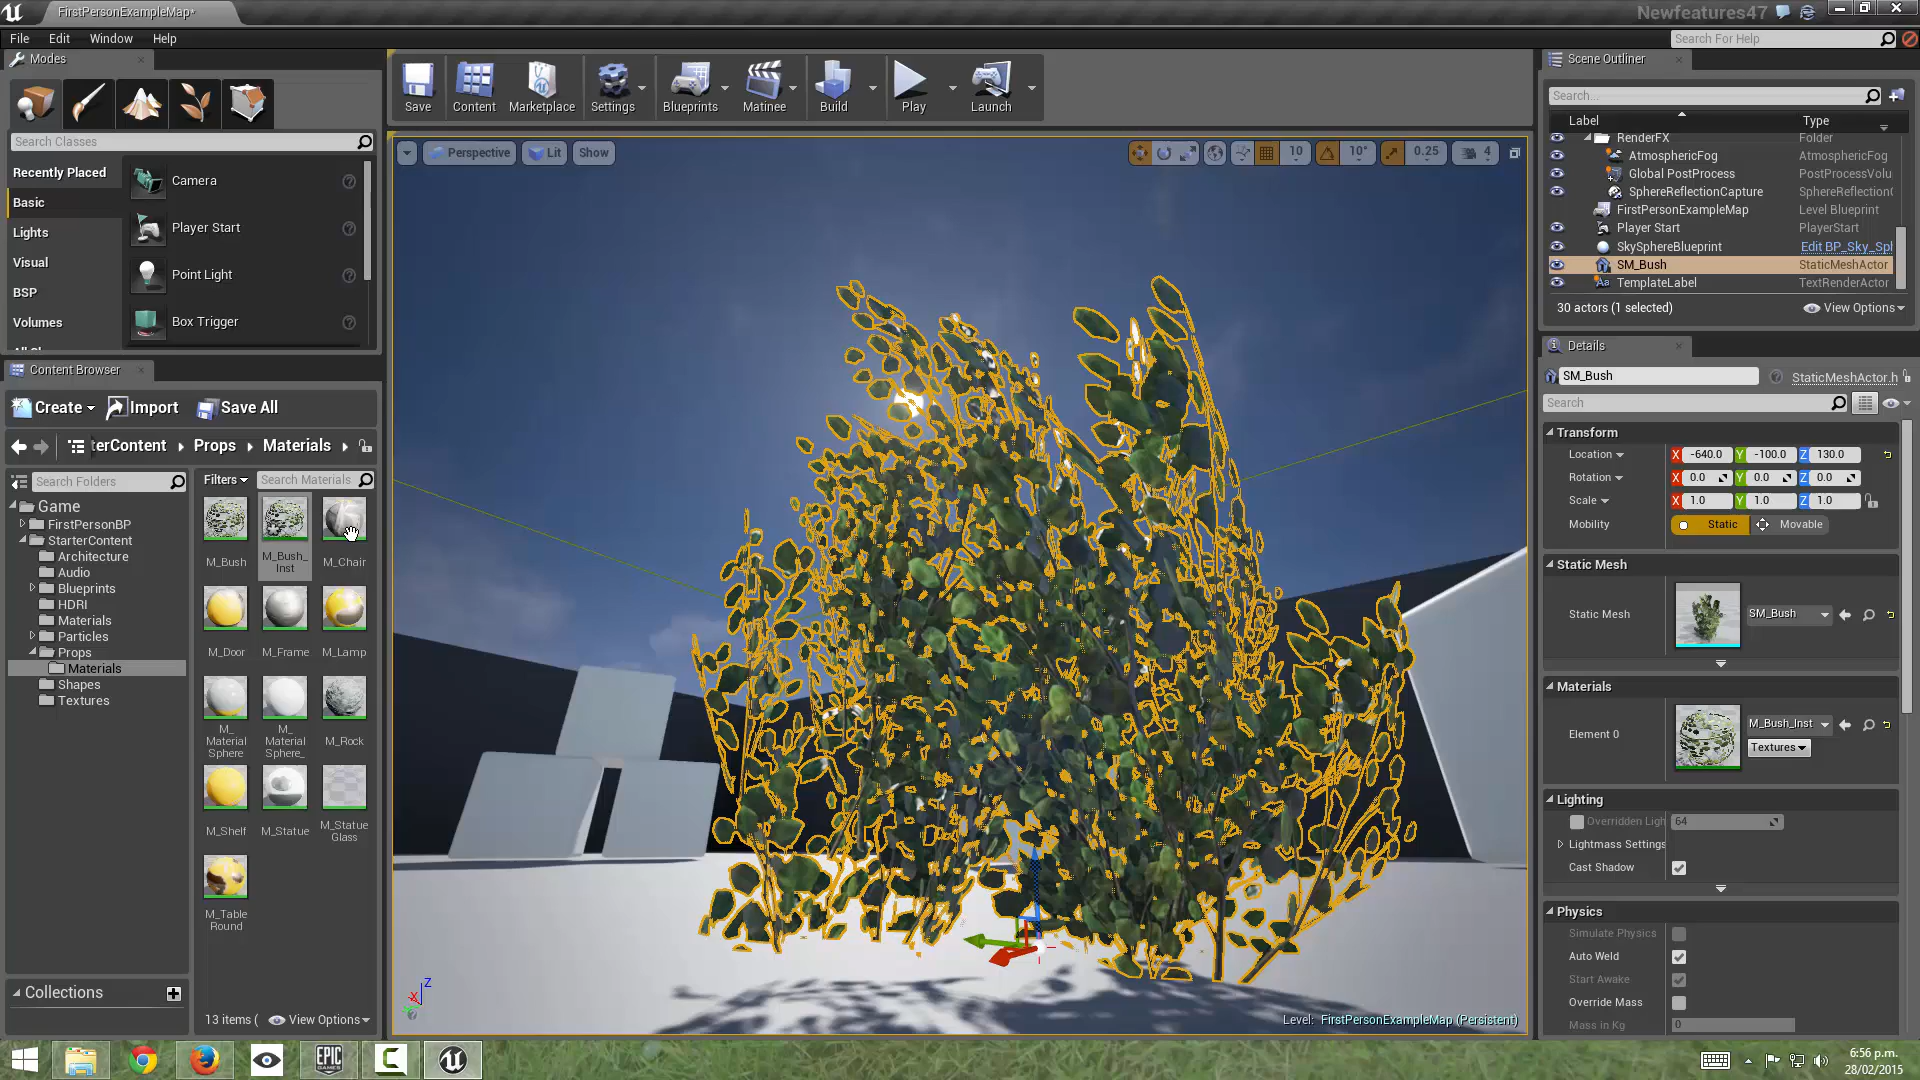 FirstPersonExampleMap*
Newfeatures47
File Edit Window Help
Search For Help
Modes
Search Classes
Recently Placed
Basic
Lights
Visual
BSP
Volumes
Camera
Player Start
Point Light
Box Trigger
Save
Content
Marketplace
Settings
Blueprints
Matinee
Build
Play
Launch
Perspective
Lit
Show
10
10°
0.25
4
Level: FirstPersonExampleMap (Persistent)
Z
X
Content Browser
Create
Import
Save All
terContent
Props
Materials
Search Folders
Filters
Search Materials
Game
FirstPersonBP
StarterContent
Architecture
Audio
Blueprints
HDRI
Materials
Particles
Props
Materials
Shapes
Textures
M_Bush
M_Bush_
Inst
M_Chair
M_Door
M_Frame
M_Lamp
M_
Material
Sphere
M_
Material
Sphere_
M_Rock
M_Shelf
M_Statue
M_Statue
Glass
M_Table
Round
Collections
13 items (
View Options
Scene Outliner
Search...
Label
Type
RenderFX Folder
AtmosphericFog AtmosphericFog
Global PostProcess PostProcessVolu
SphereReflectionCapture SphereReflection
FirstPersonExampleMap Level Blueprint
Player Start PlayerStart
SkySphereBlueprint Edit BP_Sky_Sph
SM_Bush StaticMeshActor
TemplateLabel TextRenderActor
30 actors (1 selected)
View Options
Details
SM_Bush
StaticMeshActor.h
Search
Transform
Location X -640.0 Y -100.0 Z 130.0
Rotation X 0.0 Y 0.0 Z 0.0
Scale X 1.0 Y 1.0 Z 1.0
Mobility Static Movable
Static Mesh
Static Mesh
SM_Bush
Materials
Element 0
M_Bush_Inst
Textures
Lighting
Overridden Ligh 64
Lightmass Settings
Cast Shadow
Physics
Simulate Physics
Auto Weld
Start Awake
Override Mass
Mass in Kg 0
EPIC
GAMES
6:56 p.m.
28/02/2015